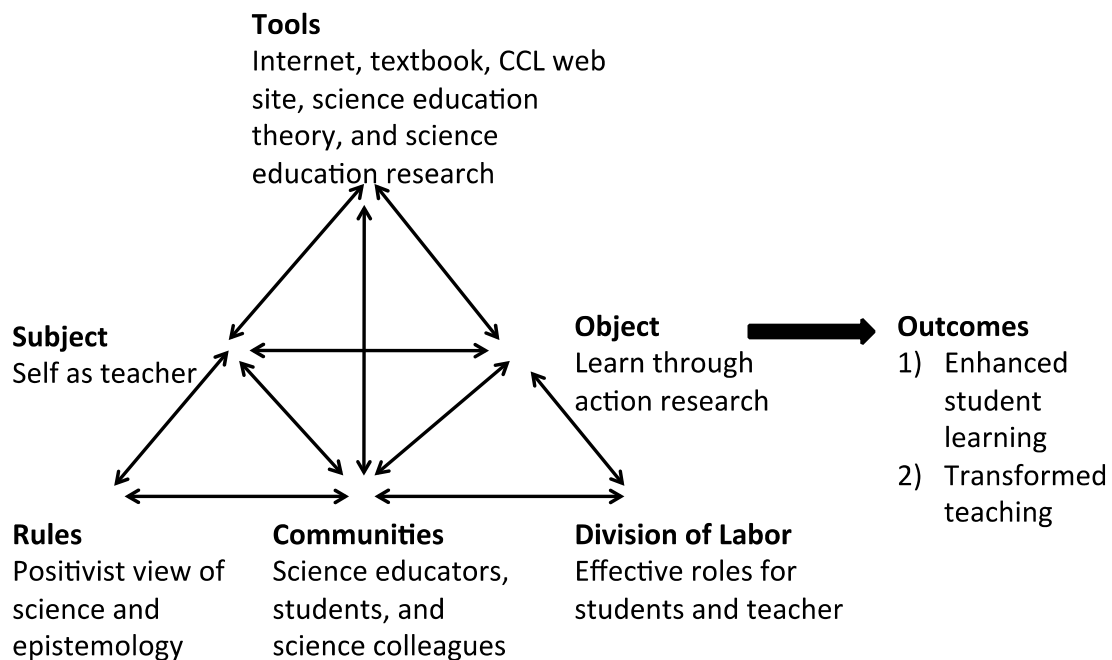 Tools
Internet, textbook, CCL web
site, science education
theory, and science
education research
Subject
Self as teacher
Object
Learn through
action research
Outcomes
1) Enhanced
student
learning
2) Transformed
teaching
Rules
Positivist view of
science and
epistemology
Communities
Science educators,
students, and
science colleagues
Division of Labor
Effective roles for
students and teacher